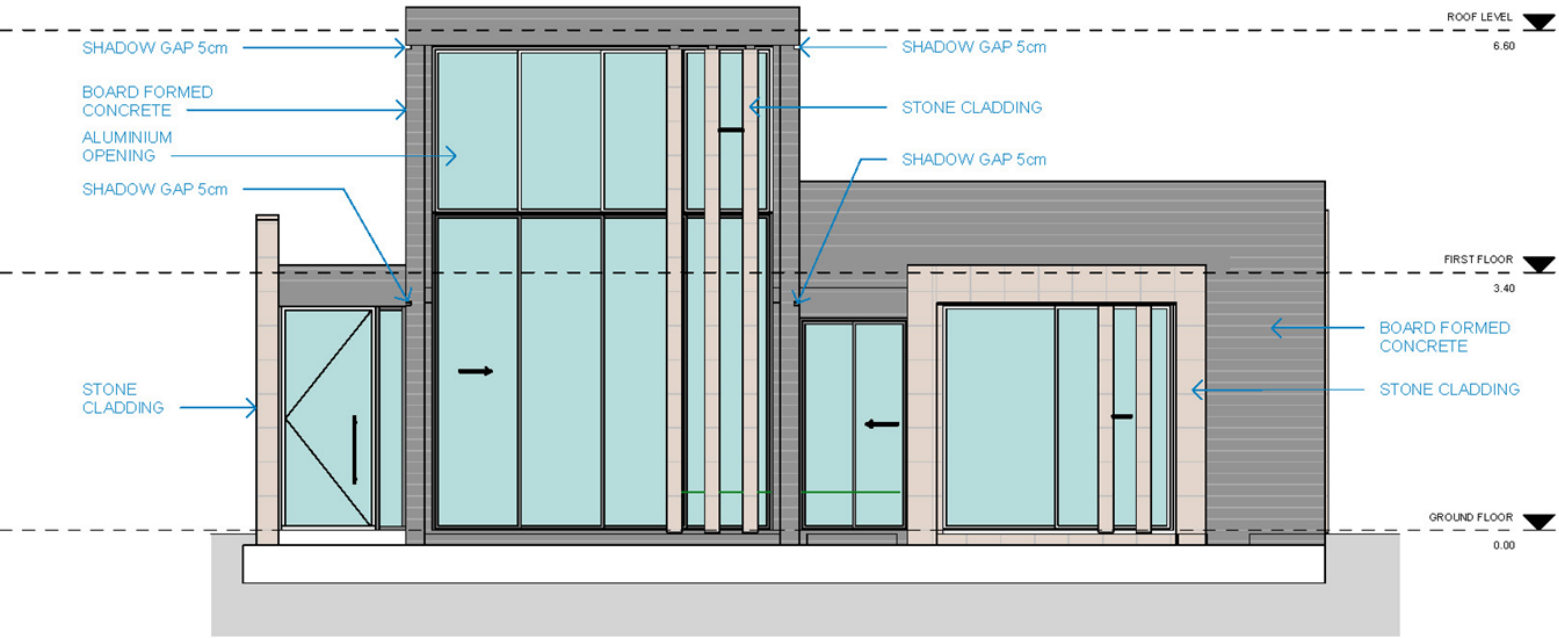 ROOF LEVEL
6.60
SHADOW GAP 5cm
SHADOW GAP 5cm
BOARD FORMED
CONCRETE
STONE CLADDING
ALUMINIUM
OPENING
SHADOW GAP 5cm
SHADOW GAP 5cm
FIRST FLOOR
3.40
BOARD FORMED
CONCRETE
STONE
CLADDING
STONE CLADDING
GROUND FLOOR
0.00